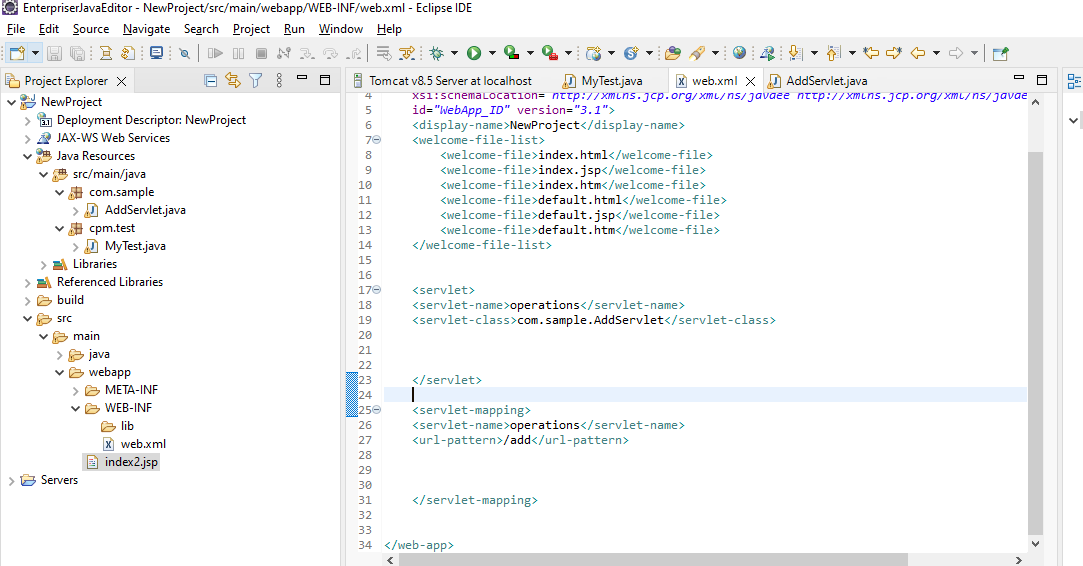 EnterpriserJavaEditor - NewProject/src/main/webapp/WEB-INF/web.xml - Eclipse IDE
File Edit Source Navigate Search Project Run Window Help
Project Explorer
NewProject
3.1 Deployment Descriptor: NewProject
JAX-WS Web Services
Java Resources
src/main/java
com.sample
AddServlet.java
cpm.test
MyTest.java
Libraries
Referenced Libraries
build
src
main
java
webapp
META-INF
WEB-INF
lib
web.xml
index2.jsp
Servers
Tomcat v8.5 Server at localhost MyTest.java web.xml AddServlet.java
4 xsi:schemaLocation="http://xmlns.jcp.org/xml/ns/javaee http://xmlns.jcp.org/xml/ns/javaee
5 id="WebApp_ID" version="3.1">
6 <display-name>NewProject</display-name>
7 <welcome-file-list>
8 <welcome-file>index.html</welcome-file>
9 <welcome-file>index.jsp</welcome-file>
10 <welcome-file>index.htm</welcome-file>
11 <welcome-file>default.html</welcome-file>
12 <welcome-file>default.jsp</welcome-file>
13 <welcome-file>default.htm</welcome-file>
14 </welcome-file-list>
15
16
17 <servlet>
18 <servlet-name>operations</servlet-name>
19 <servlet-class>com.sample.AddServlet</servlet-class>
20
21
22
23 </servlet>
24
25 <servlet-mapping>
26 <servlet-name>operations</servlet-name>
27 <url-pattern>/add</url-pattern>
28
29
30
31 </servlet-mapping>
32
33
34 </web-app>